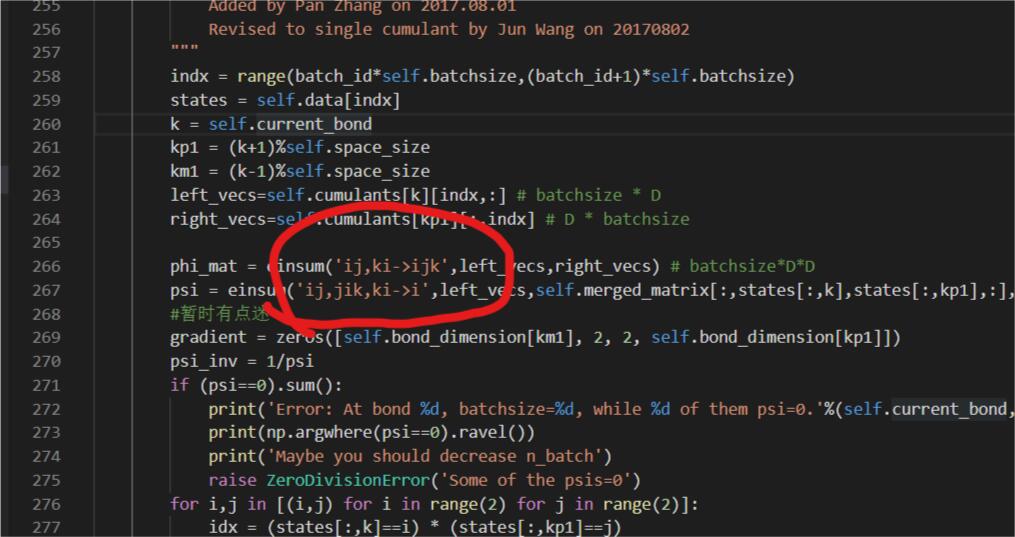 255 Added by Pan Zhang on 2017.08.01
256 Revised to single cumulant by Jun Wang on 20170802
257 """
258 indx = range(batch_id*self.batchsize,(batch_id+1)*self.batchsize)
259 states = self.data[indx]
260 k = self.current_bond
261 kp1 = (k+1)%self.space_size
262 km1 = (k-1)%self.space_size
263 left_vecs=self.cumulants[k][indx,:] # batchsize * D
264 right_vecs=self.cumulants[kp1][:,indx] # D * batchsize
265
266 phi_mat = einsum('ij,ki->ijk',left_vecs,right_vecs) # batchsize*D*D
267 psi = einsum('ij,jik,ki->i',left_vecs,self.merged_matrix[:,states[:,k],states[:,kp1],:],
268 #暂时有点迷
269 gradient = zeros([self.bond_dimension[km1], 2, 2, self.bond_dimension[kp1]])
270 psi_inv = 1/psi
271 if (psi==0).sum():
272 print('Error: At bond %d, batchsize=%d, while %d of them psi=0.'%(self.current_bond,
273 print(np.argwhere(psi==0).ravel())
274 print('Maybe you should decrease n_batch')
275 raise ZeroDivisionError('Some of the psis=0')
276 for i,j in [(i,j) for i in range(2) for j in range(2)]:
277 idx = (states[:,k]==i) * (states[:,kp1]==j)